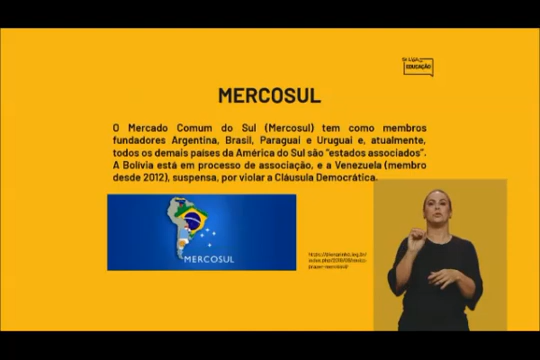 EDUCAÇÃO
MERCOSUL
O Mercado Comum do Sul (Mercosul) tem como membros
fundadores Argentina, Brasil, Paraguai e Uruguai e, atualmente,
todos os demais países da América do Sul são "estados associados".
A Bolívia está em processo de associação, e a Venezuela (membro
desde 2012), suspensa, por violar a Cláusula Democrática.
MERCOSUL